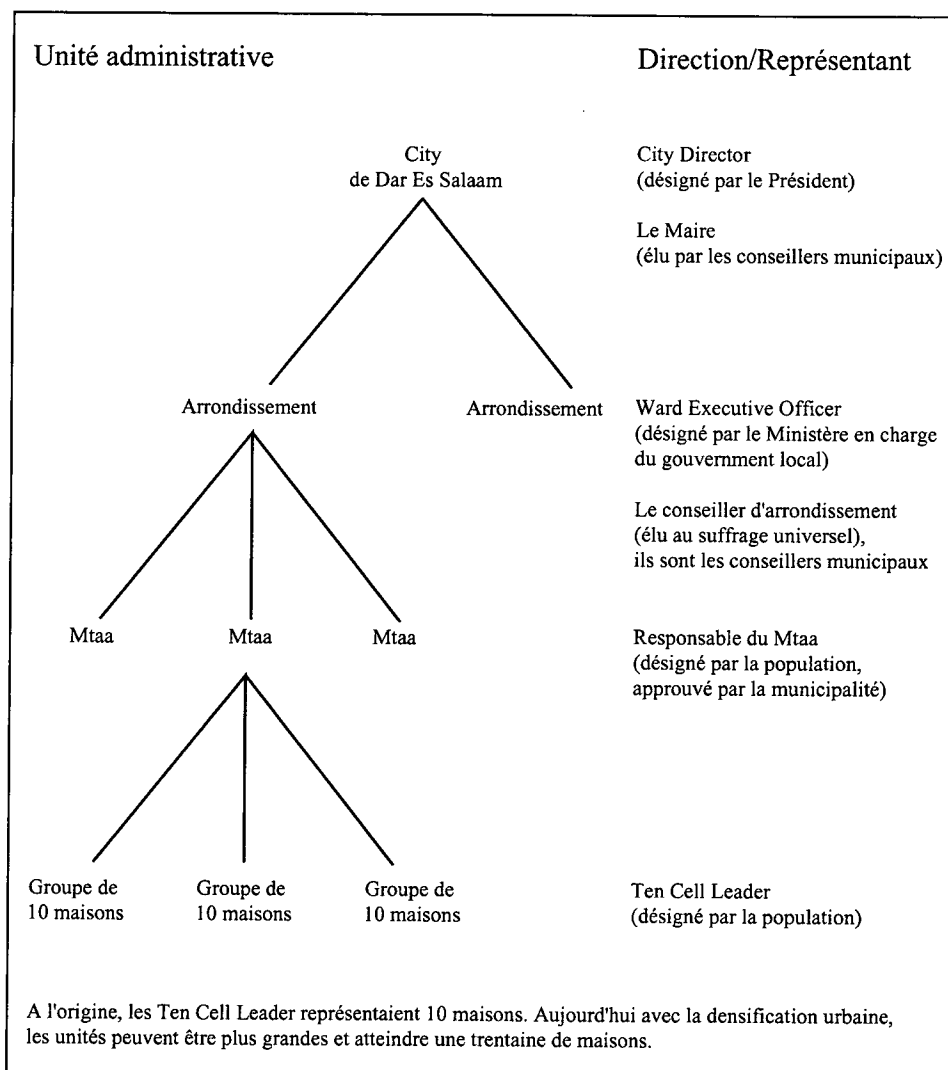 Unité administrative
Direction/Représentant
City
de Dar Es Salaam
City Director
(désigné par le Président)
Le Maire
(élu par les conseillers municipaux)
Arrondissement
Arrondissement
Ward Executive Officer
(désigné par le Ministère en charge
du gouvernment local)
Le conseiller d'arrondissement
(élu au suffrage universel),
ils sont les conseillers municipaux
Mtaa
Mtaa
Mtaa
Responsable du Mtaa
(désigné par la population,
approuvé par la municipalité)
Groupe de
10 maisons
Groupe de
10 maisons
Groupe de
10 maisons
Ten Cell Leader
(désigné par la population)
A l'origine, les Ten Cell Leader représentaient 10 maisons. Aujourd'hui avec la densification urbaine,
les unités peuvent être plus grandes et atteindre une trentaine de maisons.